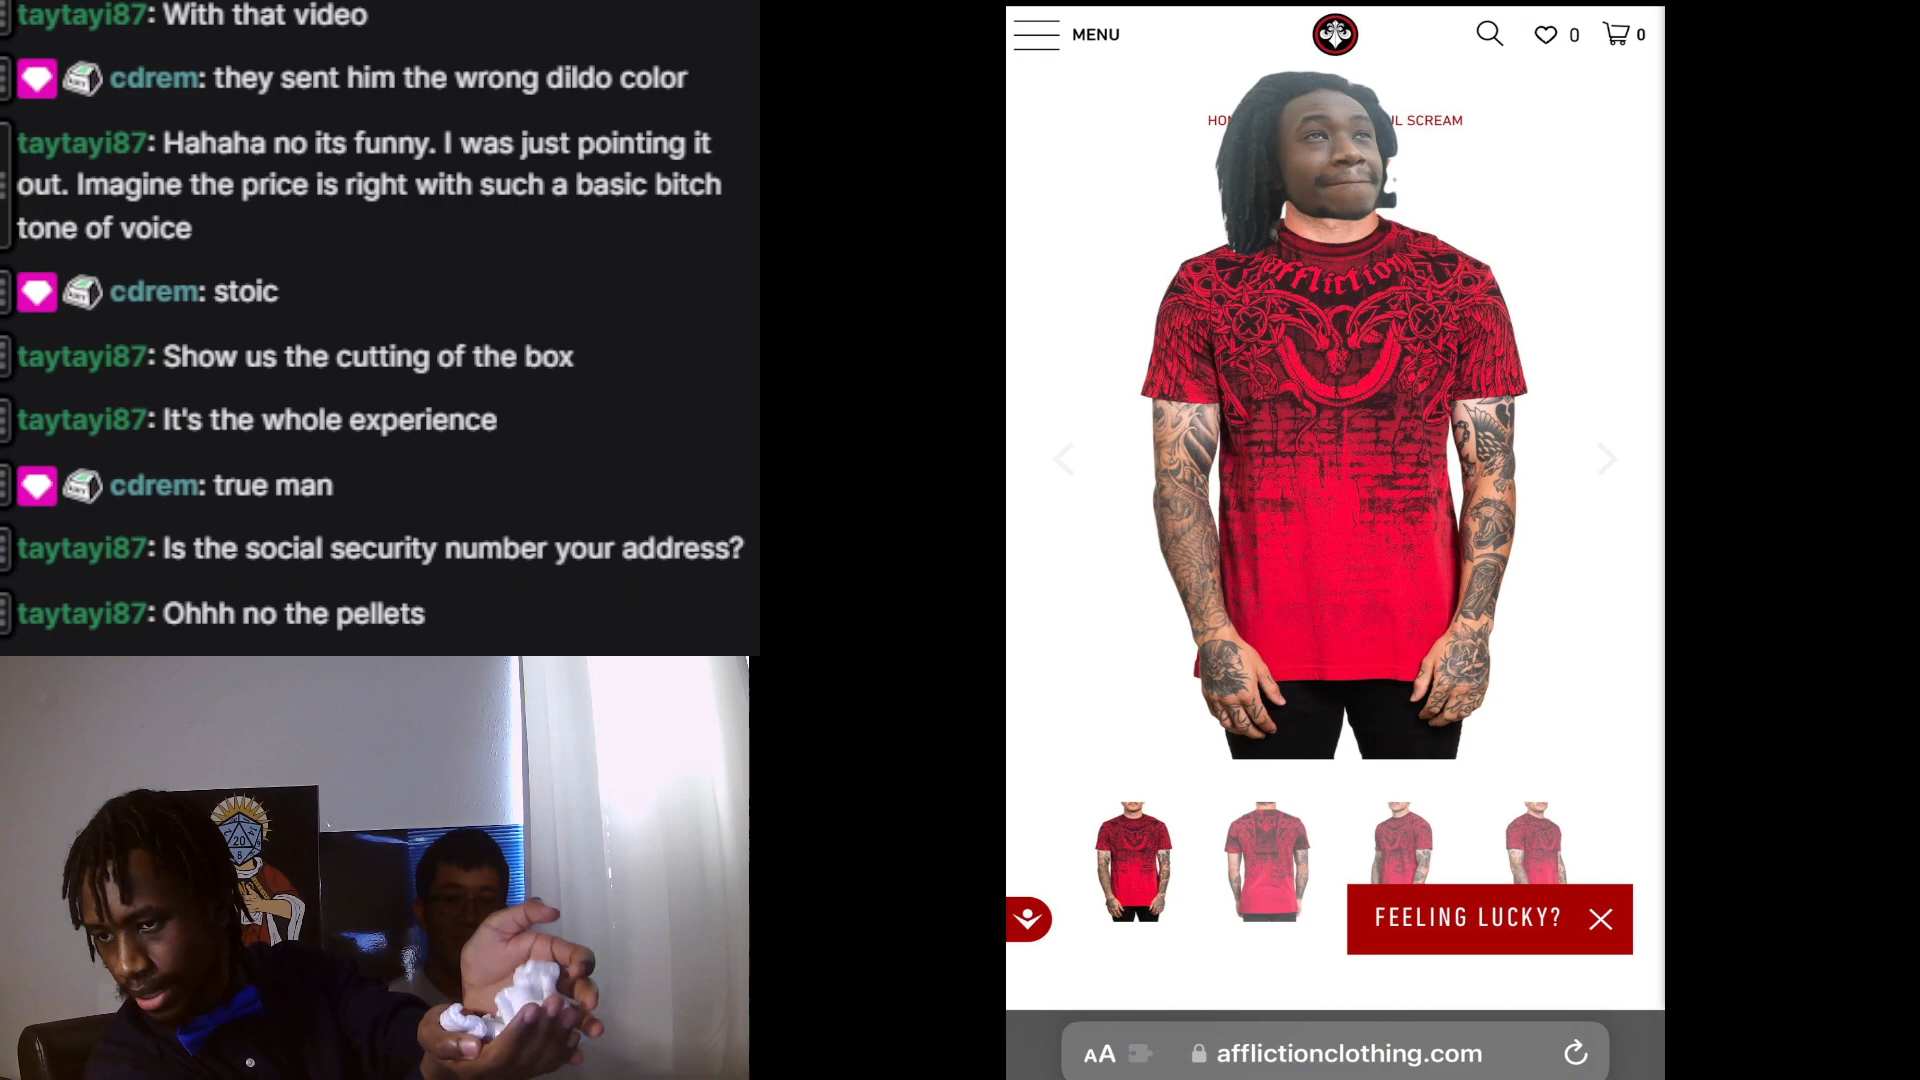 taytayi87: With that video
cdrem: they sent him the wrong dildo color
taytayi87: Hahaha no its funny. I was just pointing it
out. Imagine the price is right with such a basic bitch
tone of voice
cdrem: stoic
taytayi87: Show us the cutting of the box
taytayi87: It's the whole experience
cdrem: true man
taytayi87: Is the social security number your address?
taytayi87: Ohhh no the pellets
20
8
MENU
0
0
SCREAM
affliction
FEELING LUCKY?
AA
afflictionclothing.com